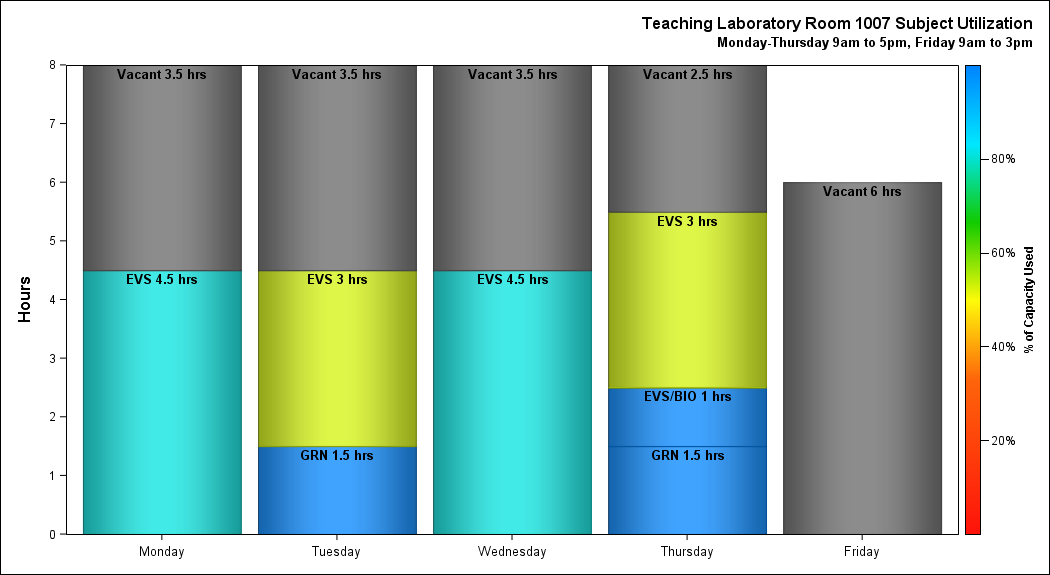 Teaching Laboratory Room 1007 Subject Utilization
Monday-Thursday 9am to 5pm, Friday 9am to 3pm
Hours
8
7
6
5
4
3
2
1
0
Vacant 3.5 hrs
EVS 4.5 hrs
Vacant 3.5 hrs
EVS 3 hrs
GRN 1.5 hrs
Vacant 3.5 hrs
EVS 4.5 hrs
Vacant 2.5 hrs
EVS 3 hrs
EVS/BIO 1 hrs
GRN 1.5 hrs
Vacant 6 hrs
Monday
Tuesday
Wednesday
Thursday
Friday
80%
60%
40%
20%
% of Capacity Used